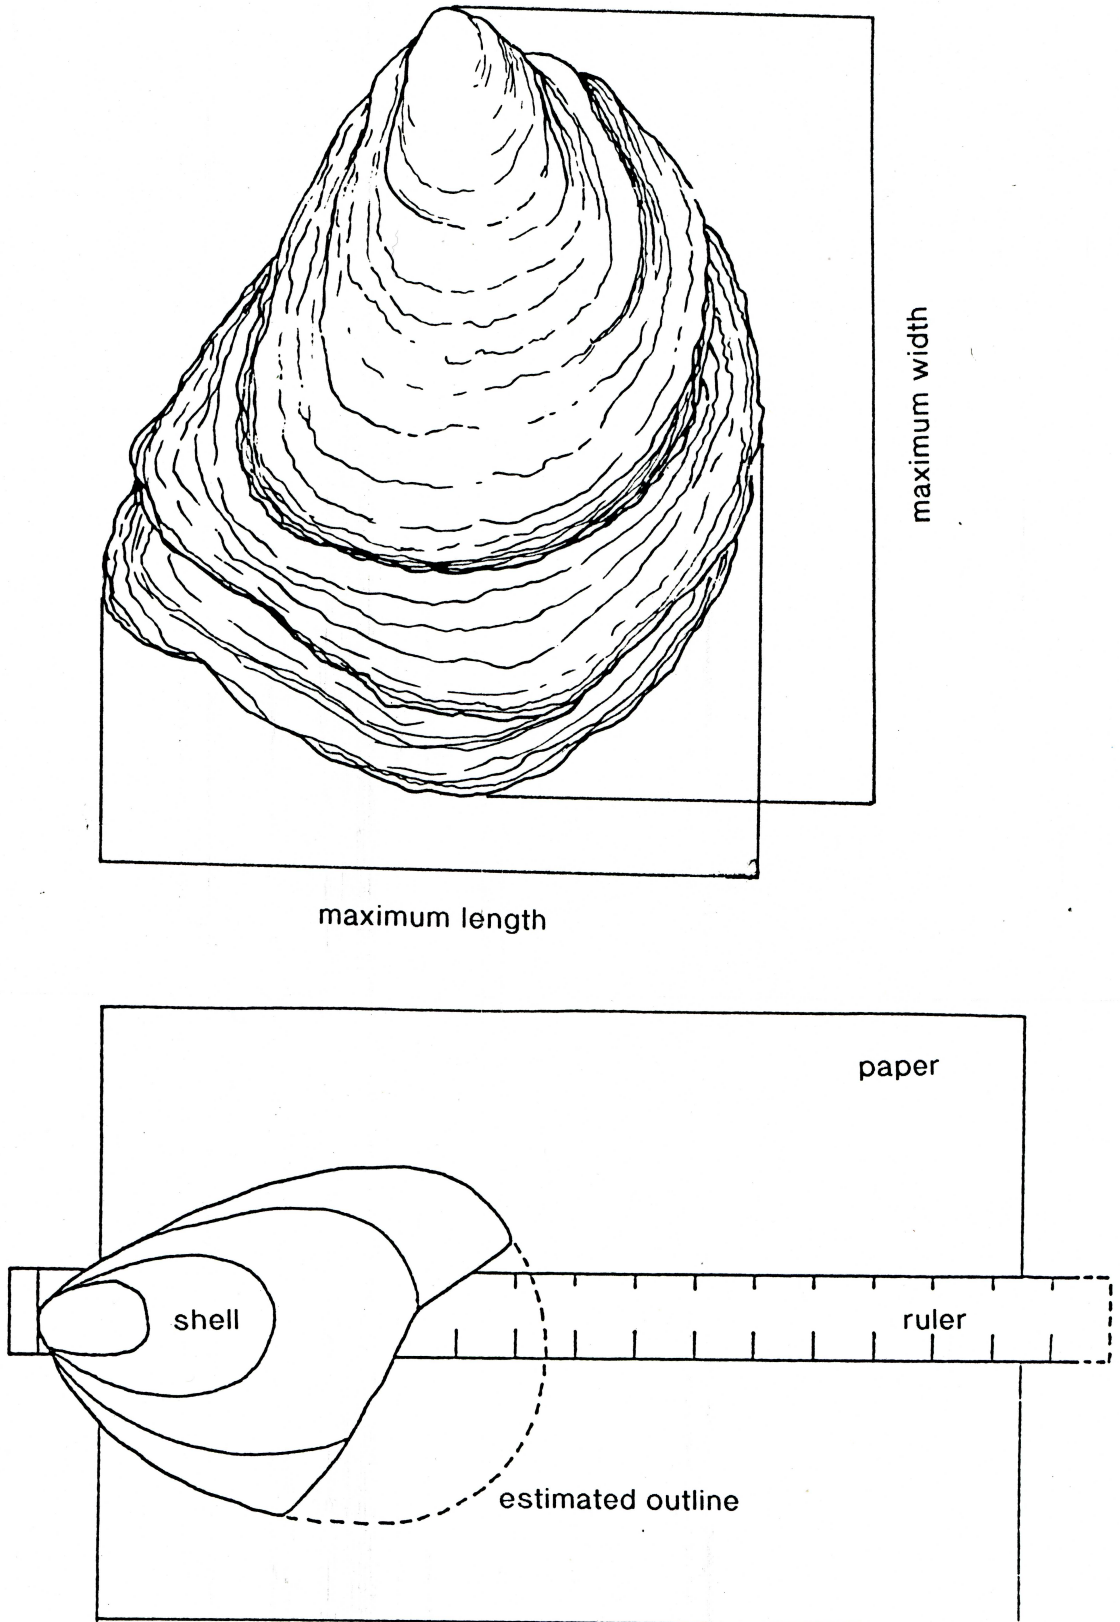 maximum width
maximum length
paper
shell
ruler
estimated outline